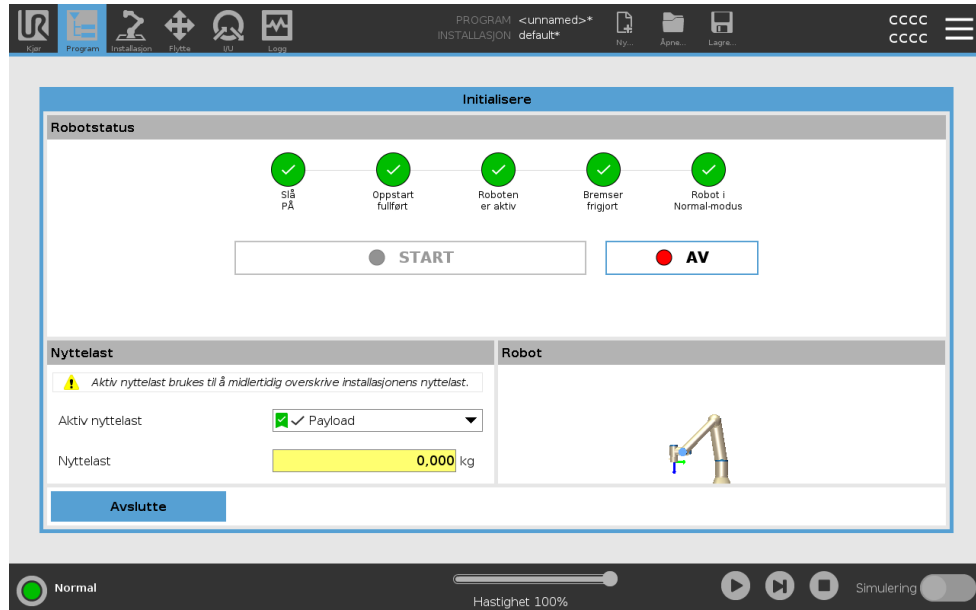 PROGRAM <unnamed>*
INSTALLASJON default*
CCCC
CCCC
Kjør Program Installasjon Flytte I/U Logg Ny... Åpne... Lagre...
Initialisere
Robotstatus
Slå
PÅ
Oppstart
fullført
Roboten
er aktiv
Bremser
frigjort
Robot i
Normal-modus
START
AV
Nyttelast
Robot
Aktiv nyttelast brukes til å midlertidig overskrive installasjonens nyttelast.
Aktiv nyttelast Payload
Nyttelast 0,000 kg
Avslutte
Normal
Hastighet 100%
Simulering